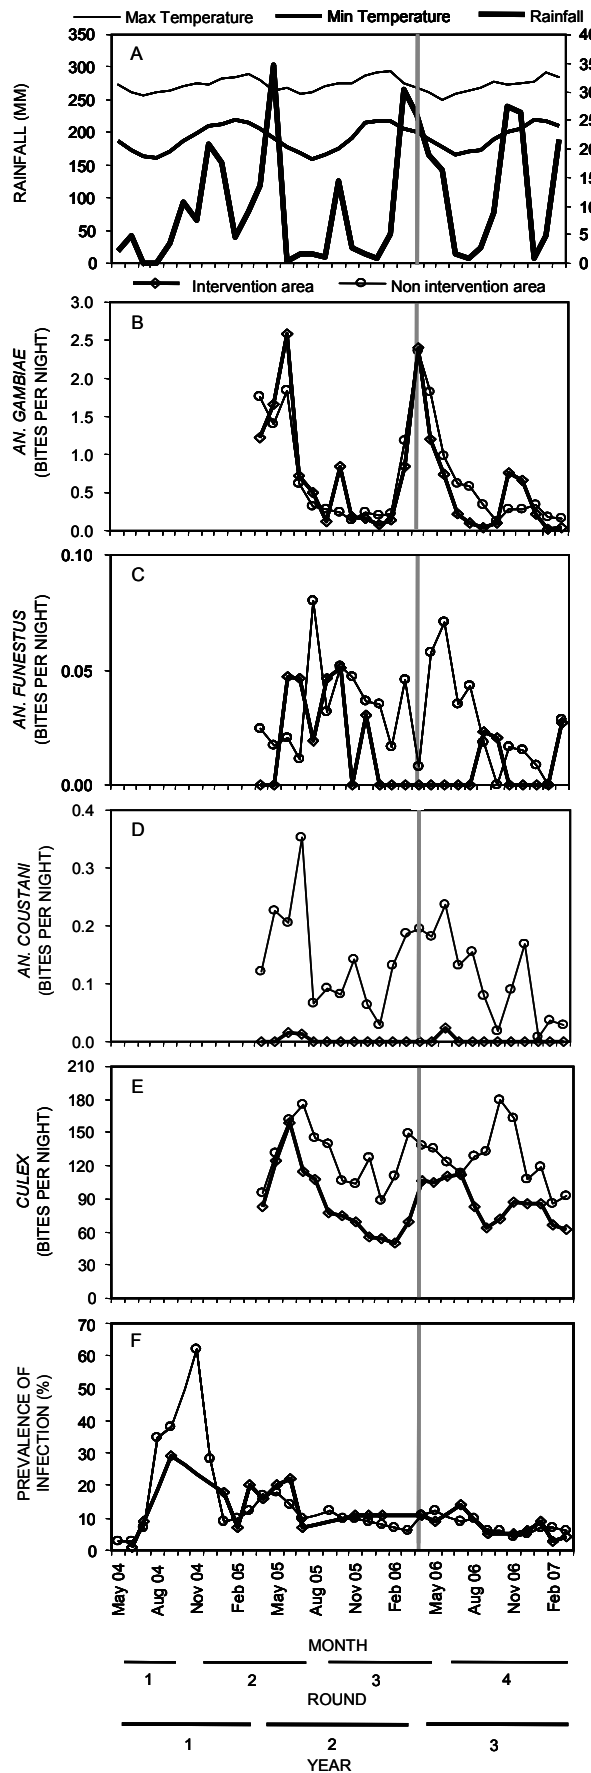 Max Temperature Min Temperature Rainfall
A
RAINFALL (MM)
350
300
250
200
150
100
50
0
40
35
30
25
20
15
10
5
0
Intervention area Non intervention area
B
AN. GAMBIAE
(BITES PER NIGHT)
3.0
2.5
2.0
1.5
1.0
0.5
0.0
C
AN. FUNESTUS
(BITES PER NIGHT)
0.10
0.05
0.00
D
AN. COUSTANI
(BITES PER NIGHT)
0.4
0.3
0.2
0.1
0.0
E
CULEX
(BITES PER NIGHT)
210
180
150
120
90
60
30
0
F
PREVALENCE OF
INFECTION (%)
70
60
50
40
30
20
10
0
May 04 Aug 04 Nov 04 Feb 05 May 05 Aug 05 Nov 05 Feb 06 May 06 Aug 06 Nov 06 Feb 07
MONTH
1 2 3 4
ROUND
1 2 3
YEAR